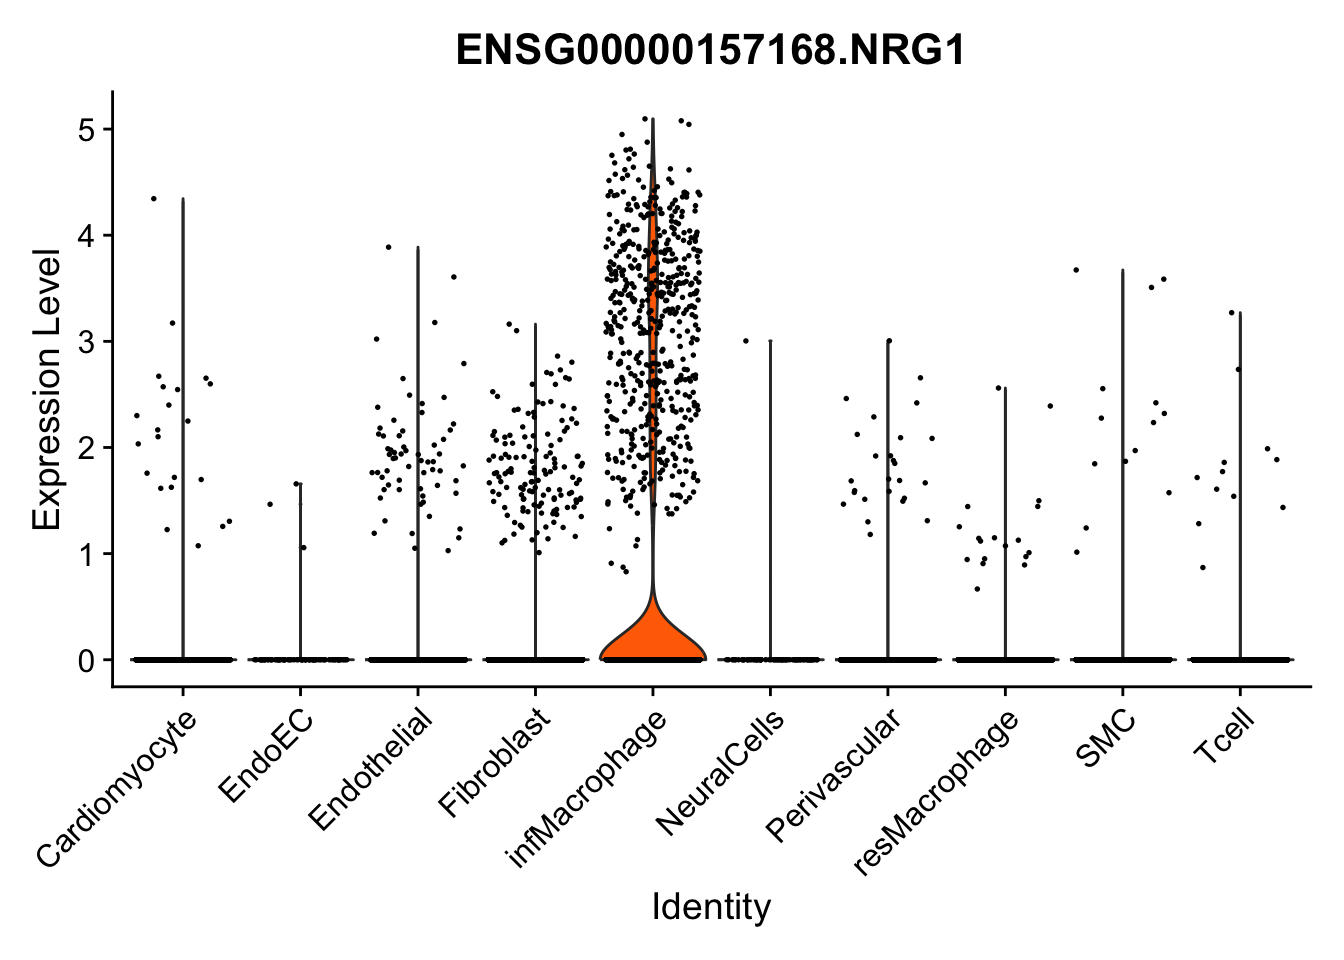 ENSG00000157168.NRG1
Expression Level
5
4
3
2
1
0
Cardiomyocyte
EndoEC
Endothelial
Fibroblast
infMacrophage
NeuralCells
Perivascular
resMacrophage
SMC
Tcell
Identity